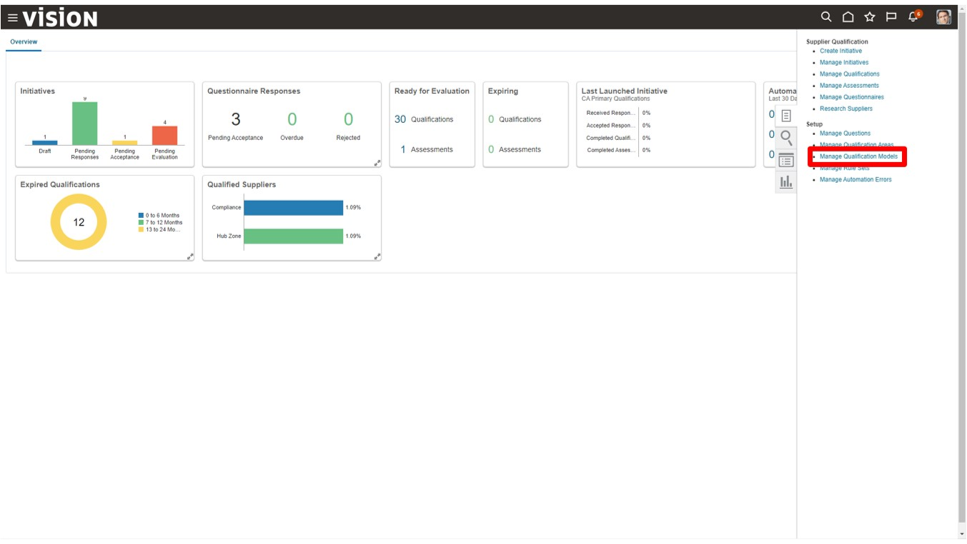 VISION
6
Overview
Initiatives
1
1
4
Draft
Pending Responses
Pending Acceptance
Pending Evaluation
Questionnaire Responses
3
0
0
Pending Acceptance
Overdue
Rejected
Ready for Evaluation
30 Qualifications
1 Assessments
Expiring
0 Qualifications
0 Assessments
Last Launched Initiative
CA Primary Qualifications
Received Respon... 0%
Accepted Respon... 0%
Completed Qualifi... 0%
Completed Asses... 0%
Automa
Last 30 Da
0
0
0
Expired Qualifications
12
0 to 6 Months
7 to 12 Months
13 to 24 Mo...
Qualified Suppliers
Compliance 1.09%
Hub Zone 1.09%
Supplier Qualification
Create Initiative
Manage Initiatives
Manage Qualifications
Manage Assessments
Manage Questionnaires
Research Suppliers
Setup
Manage Questions
Manage Qualification Areas
Manage Qualification Models
Manage Rule Sets
Manage Automation Errors